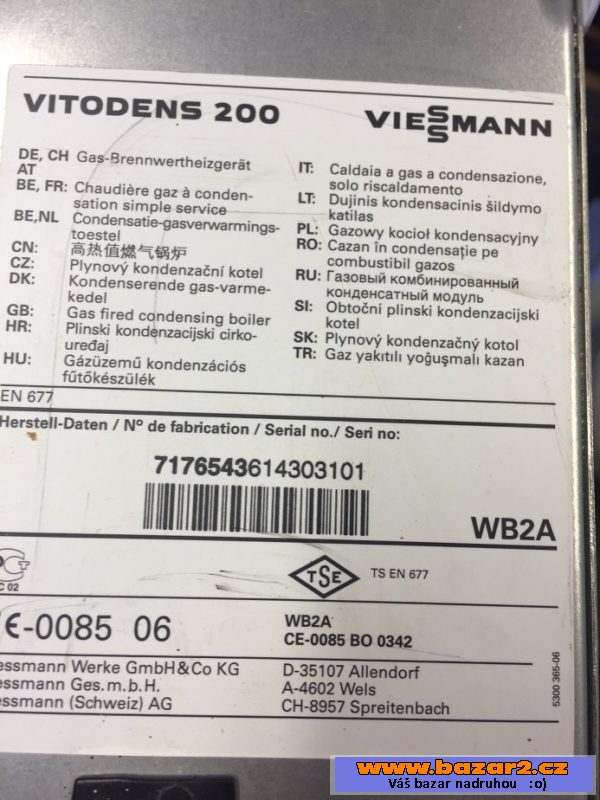 VITODENS 200
VIESSMANN
DE, CH Gas-Brennwertheizgerät
AT
BE, FR: Chaudière gaz à conden-
sation simple service
BE,NL Condensatie-gasverwarmings-
toestel
CN: 高热值燃气锅炉
CZ: Plynový kondenzační kotel
DK: Kondenserende gas-varme-
kedel
GB: Gas fired condensing boiler
HR: Plinski kondenzacijski cirko-
uređaj
HU: Gázüzemű kondenzációs
fűtőkészülék
IT: Caldaia a gas a condensazione,
solo riscaldamento
LT: Dujinis kondensacinis šildymo
katilas
PL: Gazowy kocioł kondensacyjny
RO: Cazan în condensaţie pe
combustibil gazos
RU: Газовый комбинированный
конденсатный модуль
SI: Obtočni plinski kondenzacijski
kotel
SK: Plynový kondenzačný kotol
TR: Gaz yakıtılı yoğuşmalı kazan
EN 677
Herstell-Daten / Nº de fabrication / Serial no./ Seri no:
7176543614303101
WB2A
TSE
TS EN 677
C 02
CE-0085 06
WB2A
CE-0085 BO 0342
essmann Werke GmbH&Co KG
essmann Ges.m.b.H.
essmann (Schweiz) AG
D-35107 Allendorf
A-4602 Wels
CH-8957 Spreitenbach
5300 365-06
www.bazar2.cz
Váš bazar nadruhou :o)